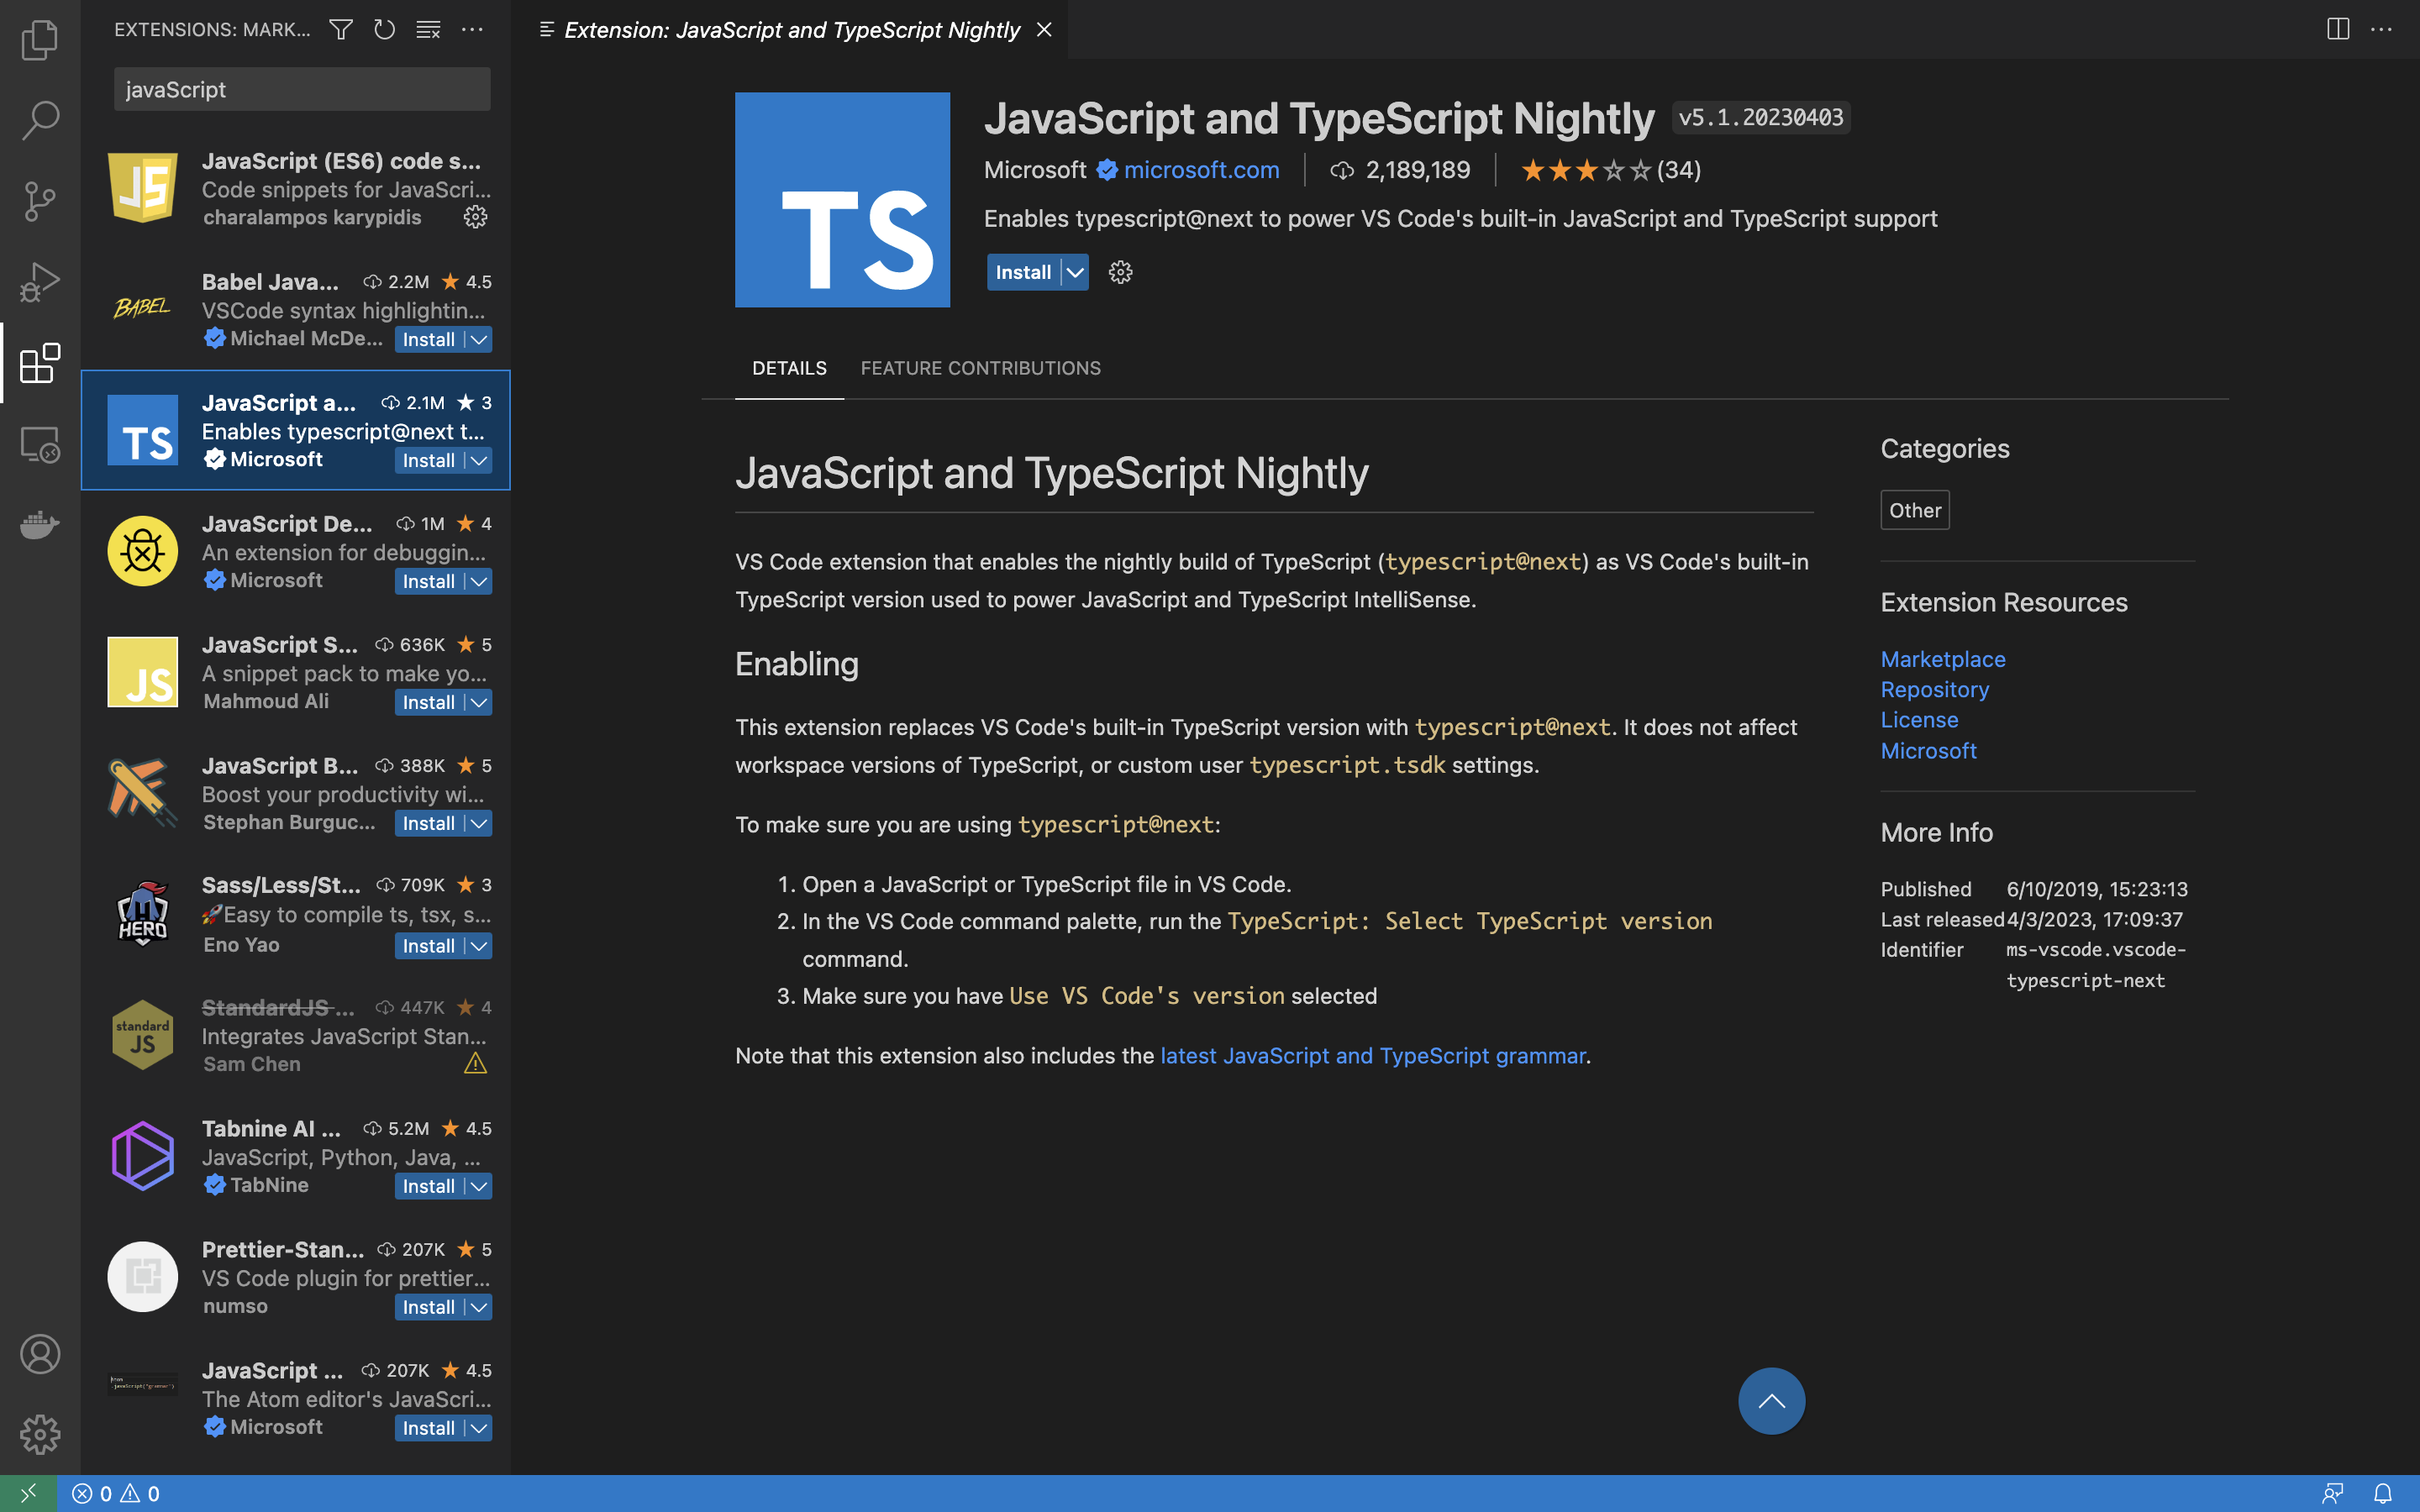 EXTENSIONS: MARK...
javaScript
JavaScript (ES6) code s...
Code snippets for JavaScri...
charalampos karypidis
BABEL
Babel Java... 2.2M 4.5
VSCode syntax highlightin...
Michael McDe... Install
TS
JavaScript a... 2.1M 3
Enables typescript@next t...
Microsoft Install
JavaScript De... 1M 4
An extension for debuggin...
Microsoft Install
JS
JavaScript S... 636K 5
A snippet pack to make yo...
Mahmoud Ali Install
JavaScript B... 388K 5
Boost your productivity wi...
Stephan Burguc... Install
HERO
Sass/Less/St... 709K 3
🚀Easy to compile ts, tsx, s...
Eno Yao Install
standard
JS
StandardJS -... 447K 4
Integrates JavaScript Stan...
Sam Chen
Tabnine AI ... 5.2M 4.5
JavaScript, Python, Java, ...
TabNine Install
Prettier-Stan... 207K 5
VS Code plugin for prettier...
numso Install
JavaScript ... 207K 4.5
The Atom editor's JavaScri...
Microsoft Install
0 0
Extension: JavaScript and TypeScript Nightly
TS
JavaScript and TypeScript Nightly v5.1.20230403
Microsoft microsoft.com 2,189,189 (34)
Enables typescript@next to power VS Code's built-in JavaScript and TypeScript support
Install
DETAILS FEATURE CONTRIBUTIONS
JavaScript and TypeScript Nightly
VS Code extension that enables the nightly build of TypeScript (typescript@next) as VS Code's built-in
TypeScript version used to power JavaScript and TypeScript IntelliSense.
Enabling
This extension replaces VS Code's built-in TypeScript version with typescript@next. It does not affect
workspace versions of TypeScript, or custom user typescript.tsdk settings.
To make sure you are using typescript@next:
1. Open a JavaScript or TypeScript file in VS Code.
2. In the VS Code command palette, run the TypeScript: Select TypeScript version
command.
3. Make sure you have Use VS Code's version selected
Note that this extension also includes the latest JavaScript and TypeScript grammar.
Categories
Other
Extension Resources
Marketplace
Repository
License
Microsoft
More Info
Published 6/10/2019, 15:23:13
Last released 4/3/2023, 17:09:37
Identifier ms-vscode.vscode-
typescript-next